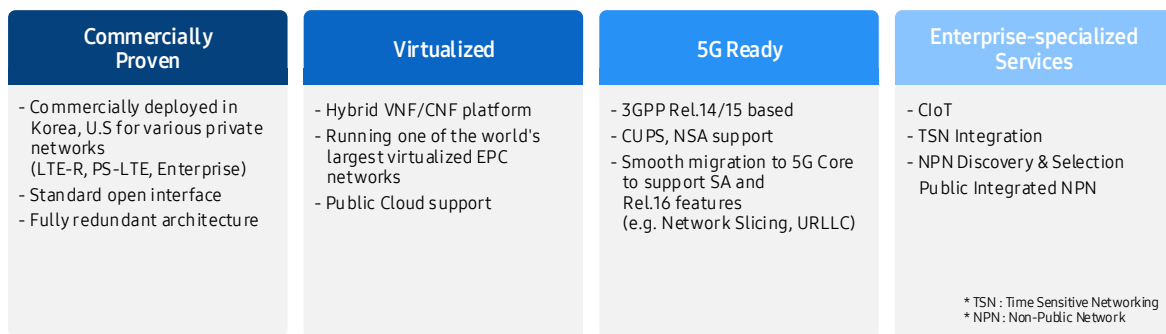 Commercially
Proven
- Commercially deployed in
Korea, U.S for various private
networks
(LTE-R, PS-LTE, Enterprise)
- Standard open interface
- Fully redundant architecture
Virtualized
- Hybrid VNF/CNF platform
- Running one of the world's
largest virtualized EPC
networks
- Public Cloud support
5G Ready
- 3GPP Rel.14/15 based
- CUPS, NSA support
- Smooth migration to 5G Core
to support SA and
Rel.16 features
(e.g. Network Slicing, URLLC)
Enterprise-specialized
Services
- CIoT
- TSN Integration
- NPN Discovery & Selection
Public Integrated NPN
* TSN : Time Sensitive Networking
* NPN : Non-Public Network